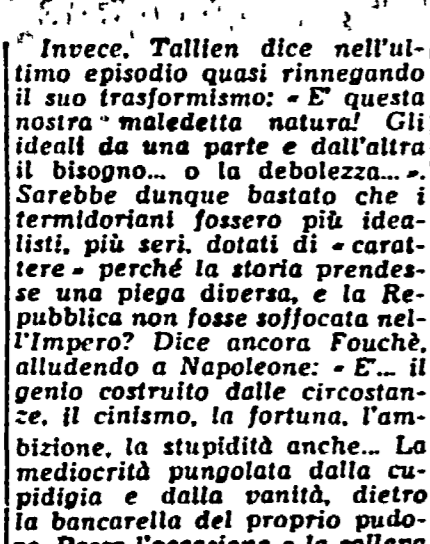 Invece, Tallien dice nell'ul-
timo episodio quasi rinnegando
il suo trasformismo: « E' questa
nostra maledetta natura! Gli
ideali da una parte e dall'altra
il bisogno... o la debolezza... ».
Sarebbe dunque bastato che i
termidoriani fossero più idea-
listi, più seri, dotati di « carat-
tere » perché la storia prendes-
se una piega diversa, e la Re-
pubblica non fosse soffocata nel-
l'Impero? Dice ancora Fouchè,
alludendo a Napoleone: « E'... il
genio costruito dalle circostan-
ze, il cinismo, la fortuna, l'am-
bizione, la stupidità anche... La
mediocrità pungolata dalla cu-
pidigia e dalla vanità, dietro
la bancarella del proprio pudo-